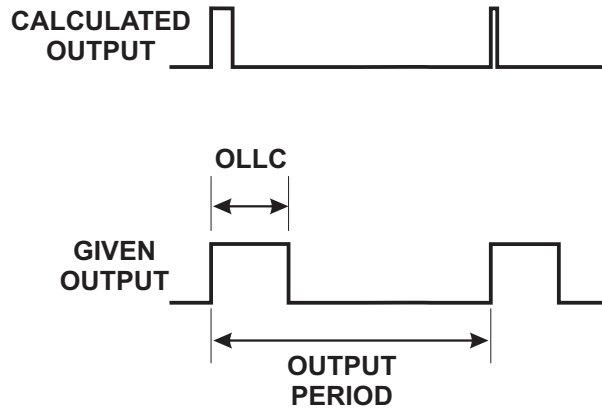 CALCULATED
OUTPUT
OLLC
GIVEN
OUTPUT
OUTPUT
PERIOD